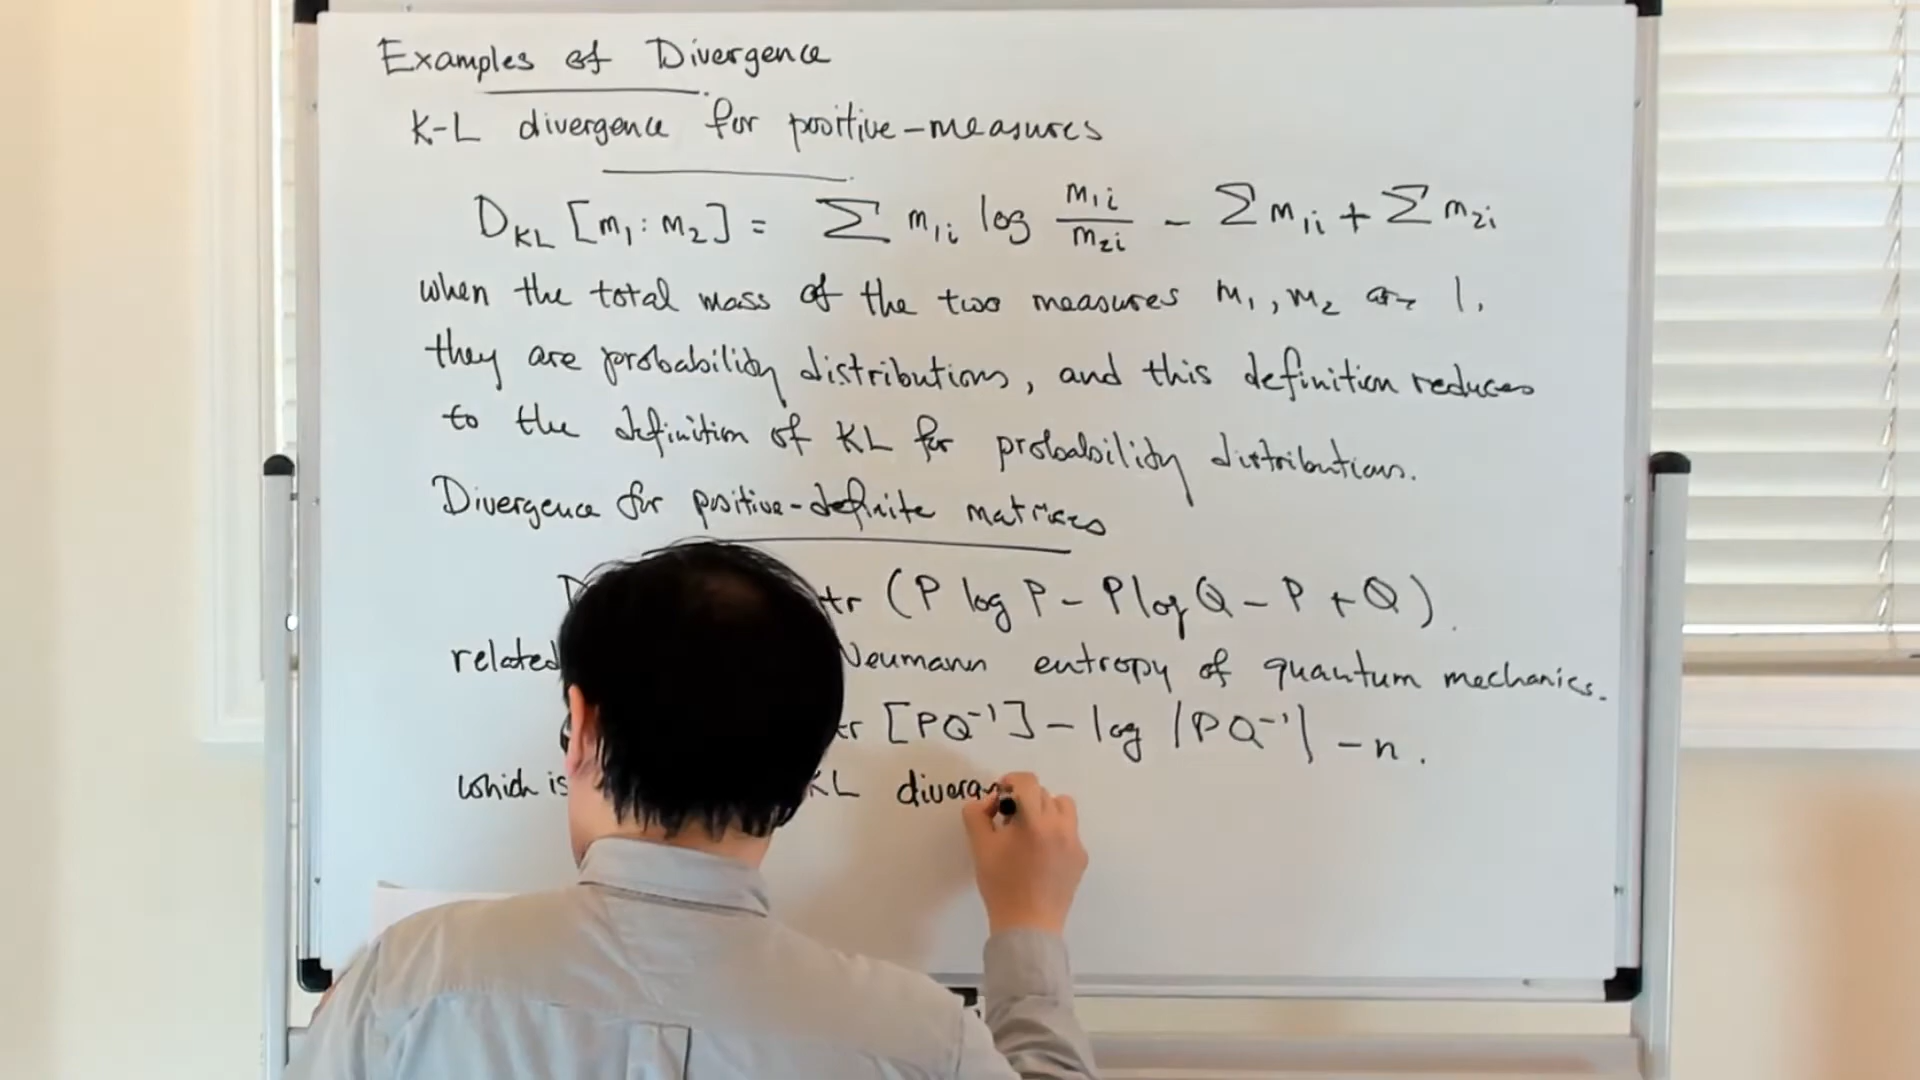 Examples of Divergence
K-L divergence for positive-measures
D_KL [m₁ : m₂] = Σ m₁ᵢ log m₁ᵢ/m₂ᵢ - Σ m₁ᵢ + Σ m₂ᵢ
when the total mass of the two measures m₁, m₂ are 1,
they are probability distributions, and this definition reduces
to the definition of KL for probability distributions.
Divergence for positive-definite matrices
tr (P log P - P log Q - P + Q).
related Neumann entropy of quantum mechanics.
tr [PQ⁻¹] - log |PQ⁻¹| - n.
which is KL